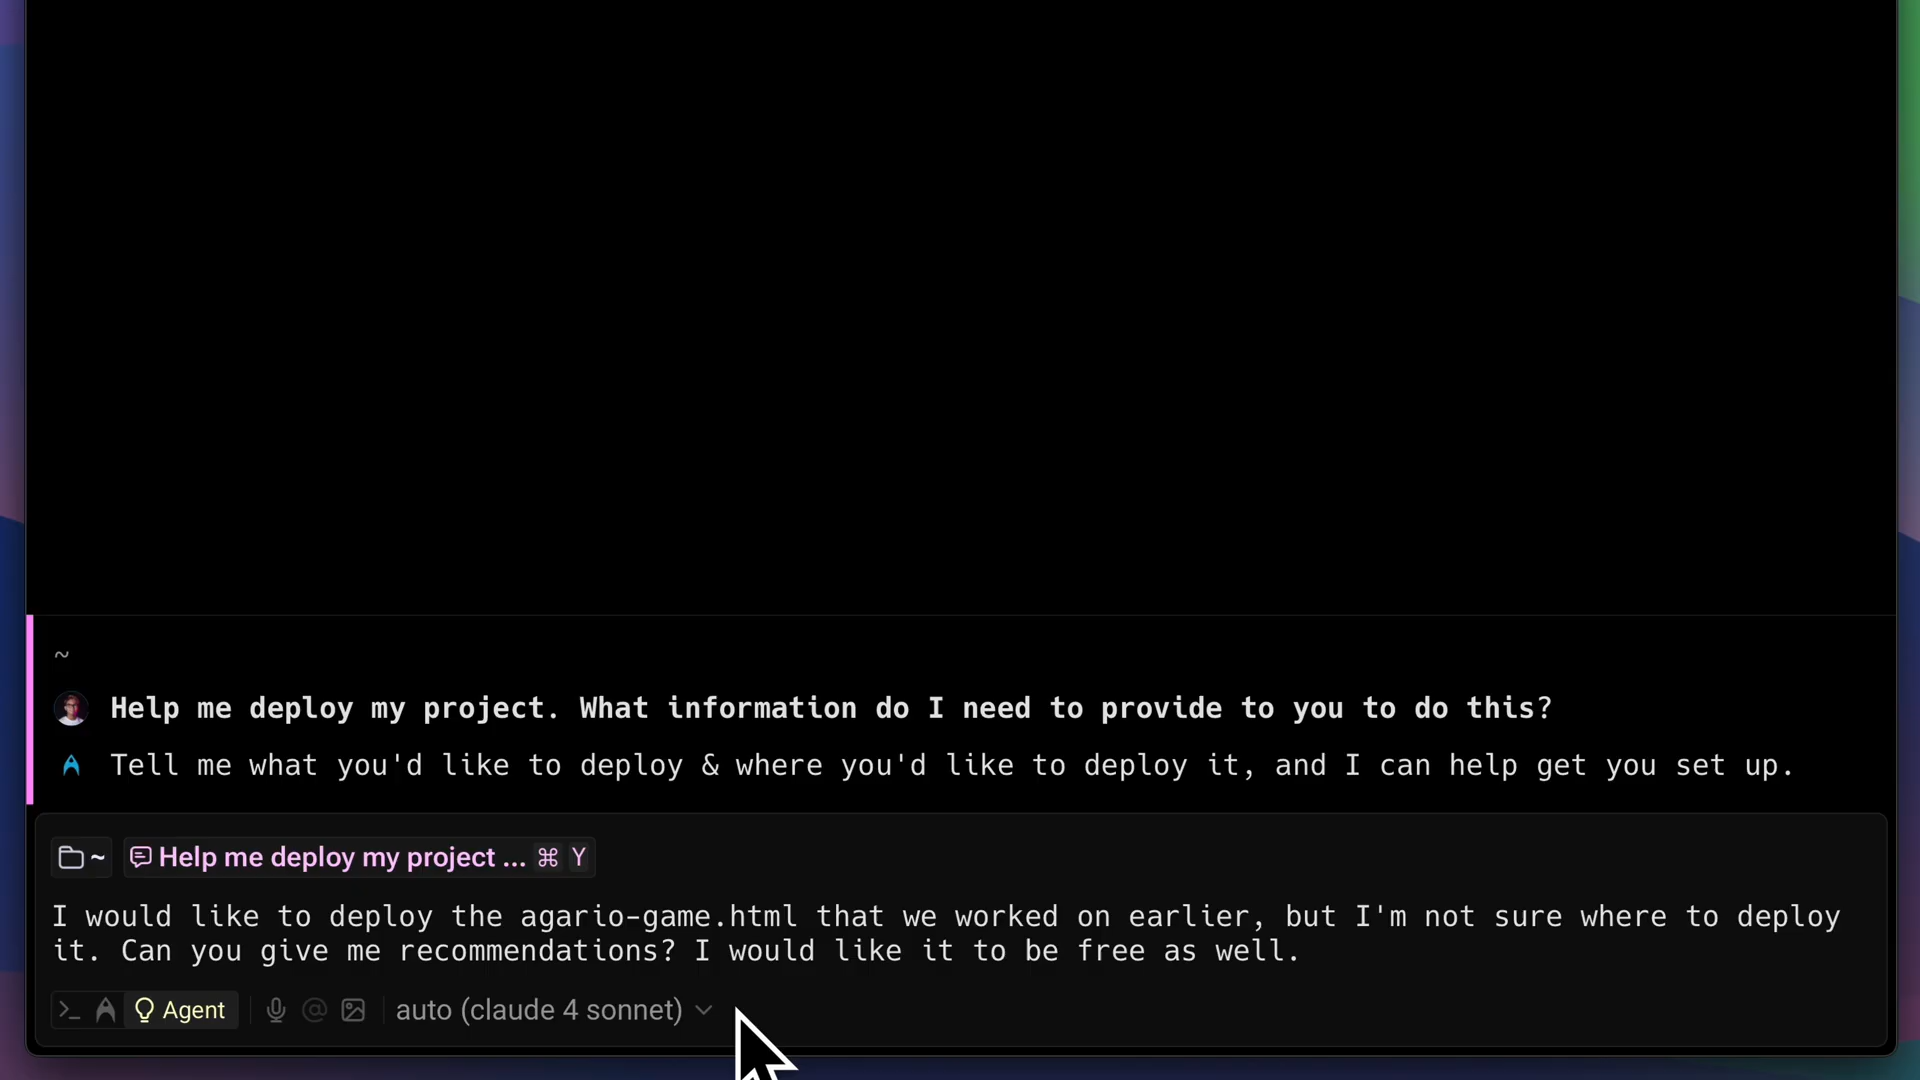 ~
Help me deploy my project. What information do I need to provide to you to do this?
Tell me what you'd like to deploy & where you'd like to deploy it, and I can help get you set up.
~ Help me deploy my project ... ⌘ Y
I would like to deploy the agario-game.html that we worked on earlier, but I'm not sure where to deploy
it. Can you give me recommendations? I would like it to be free as well.
Agent auto (claude 4 sonnet)